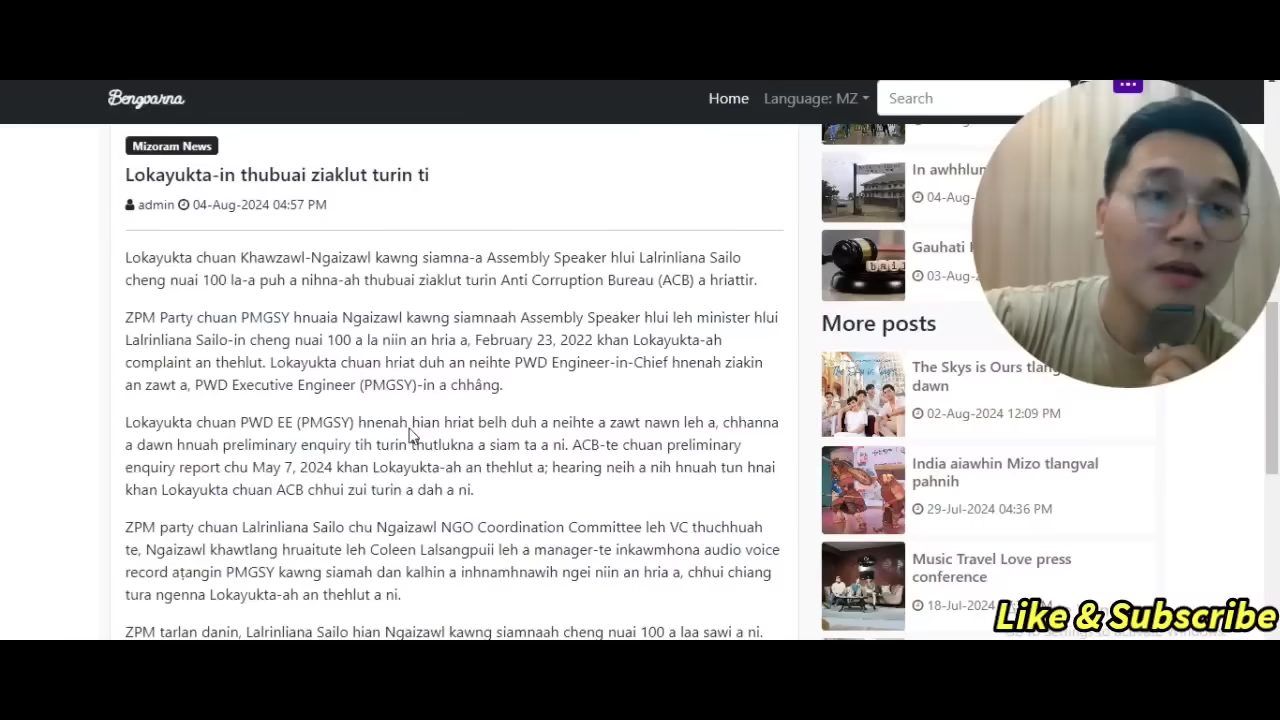 Bengvarna
Home
Language: MZ
Search
Mizoram News
Lokayukta-in thubuai ziaklut turin ti
admin 04-Aug-2024 04:57 PM
Lokayukta chuan Khawzawl-Ngaizawl kawng siamna-a Assembly Speaker hlui Lalrinliana Sailo
cheng nuai 100 la-a puh a nihna-ah thubuai ziaklut turin Anti Corruption Bureau (ACB) a hriattir.
ZPM Party chuan PMGSY hnuaia Ngaizawl kawng siamnaah Assembly Speaker hlui leh minister hlui
Lalrinliana Sailo-in cheng nuai 100 a la niin an hria a, February 23, 2022 khan Lokayukta-ah
complaint an thehlut. Lokayukta chuan hriat duh an neihte PWD Engineer-in-Chief hnenah ziakin
an zawt a, PWD Executive Engineer (PMGSY)-in a chhâng.
Lokayukta chuan PWD EE (PMGSY) hnenah hian hriat belh duh a neihte a zawt nawn leh a, chhanna
a dawn hnuah preliminary enquiry tih turin thutlukna a siam ta a ni. ACB-te chuan preliminary
enquiry report chu May 7, 2024 khan Lokayukta-ah an thehlut a; hearing neih a nih hnuah tun hnai
khan Lokayukta chuan ACB chhui zui turin a dah a ni.
ZPM party chuan Lalrinliana Sailo chu Ngaizawl NGO Coordination Committee leh VC thuchhuah
te, Ngaizawl khawtlang hruaitute leh Coleen Lalsangpuii leh a manager-te inkawmhona audio voice
record aṭangin PMGSY kawng siamah dan kalhin a inhnamhnawih ngei niin an hria a, chhui chiang
tura ngenna Lokayukta-ah an thehlut a ni.
ZPM tarlan danin, Lalrinliana Sailo hian Ngaizawl kawng siamnaah cheng nuai 100 a laa sawi a ni.
In awhhlum
04-Aug-
Gauhati
03-Aug-
More posts
The Skys is Ours tlang
dawn
02-Aug-2024 12:09 PM
India aiawhin Mizo tlangval
pahnih
29-Jul-2024 04:36 PM
Music Travel Love press
conference
18-Jul-2024
Like & Subscribe